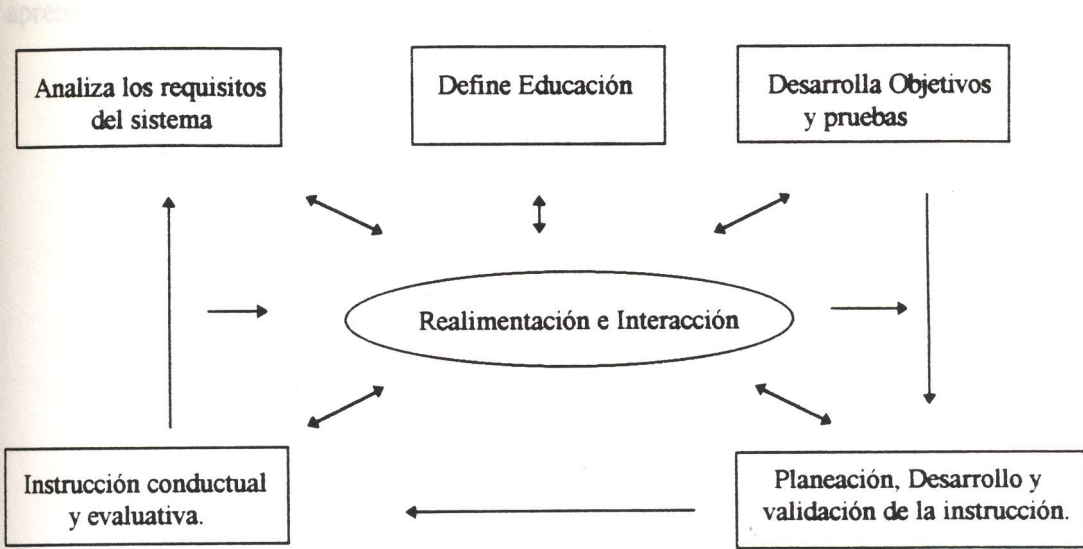 Analiza los requisitos
del sistema
Define Educación
Desarrolla Objetivos
y pruebas
Realimentación e Interacción
Instrucción conductual
y evaluativa.
Planeación, Desarrollo y
validación de la instrucción.